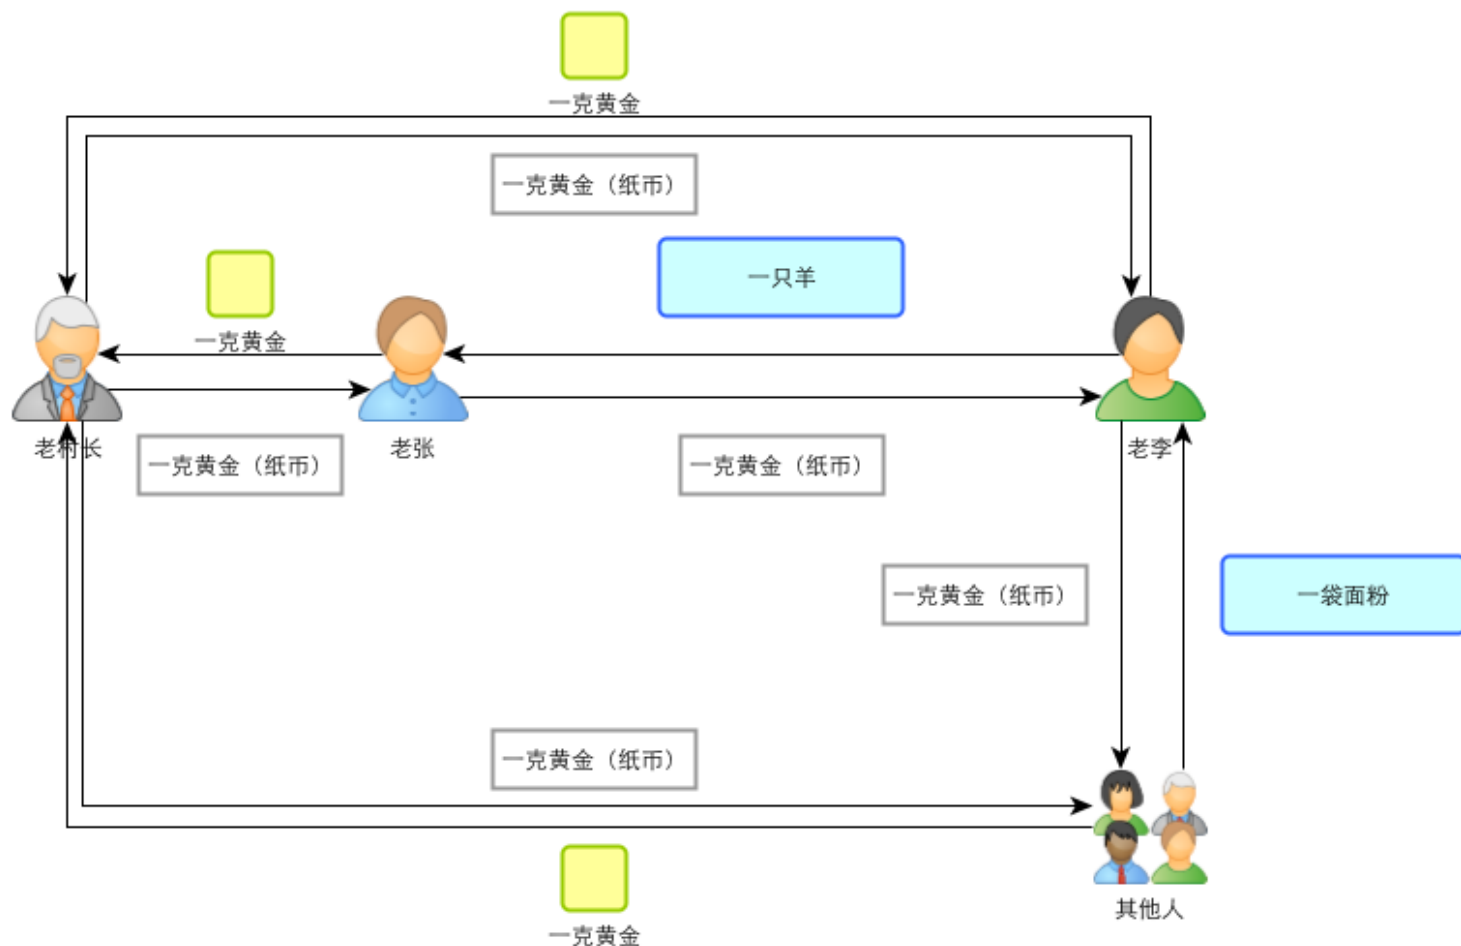 一克黄金
一克黄金（纸币）
一只羊
一克黄金
老村长
老张
老李
一克黄金（纸币）
一克黄金（纸币）
一克黄金（纸币）
一袋面粉
一克黄金（纸币）
其他人
一克黄金